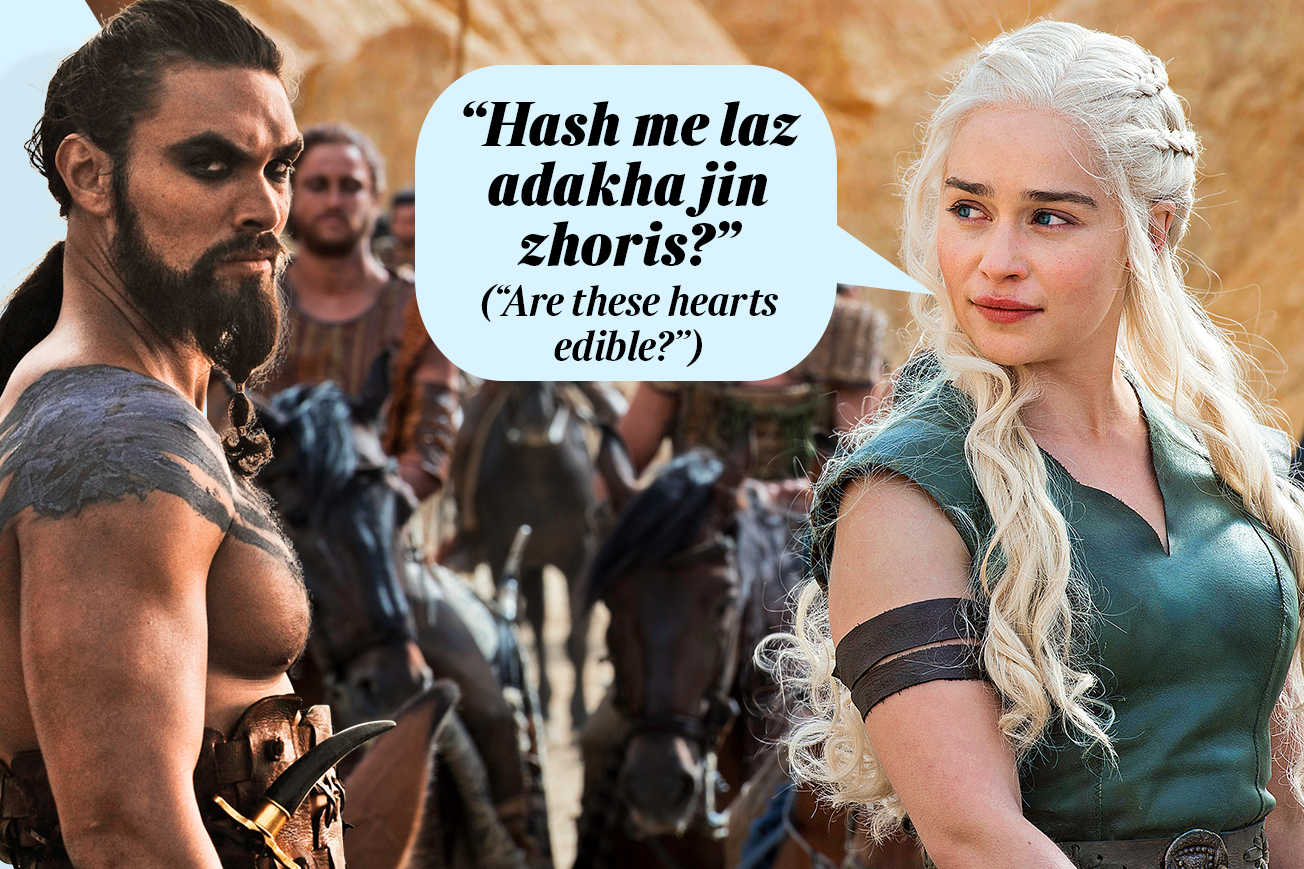 “Hash me laz
adakha jin
zhoris?”
(“Are these hearts
edible?”)